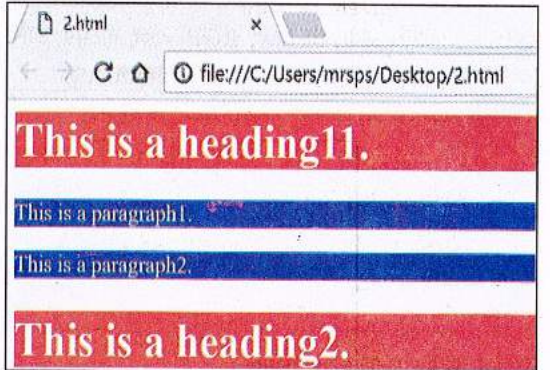 2.html
file:///C:/Users/mrsps/Desktop/2.html
This is a heading11.
This is a paragraph1.
This is a paragraph2.
This is a heading2.